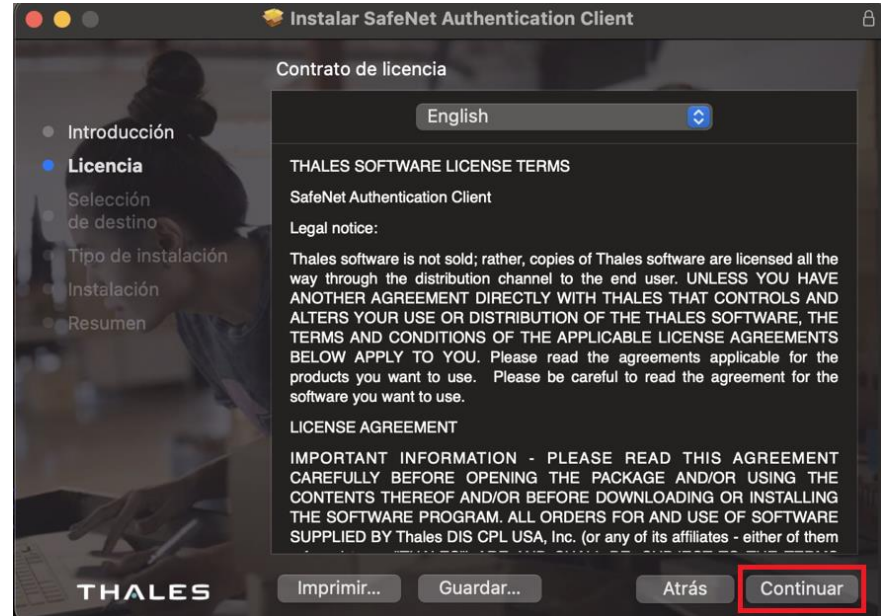 Instalar SafeNet Authentication Client
Contrato de licencia
English
Introducción
Licencia
Selección
de destino
Tipo de instalación
Instalación
Resumen
THALES SOFTWARE LICENSE TERMS
SafeNet Authentication Client
Legal notice:
Thales software is not sold; rather, copies of Thales software are licensed all the
way through the distribution channel to the end user. UNLESS YOU HAVE
ANOTHER AGREEMENT DIRECTLY WITH THALES THAT CONTROLS AND
ALTERS YOUR USE OR DISTRIBUTION OF THE THALES SOFTWARE, THE
TERMS AND CONDITIONS OF THE APPLICABLE LICENSE AGREEMENTS
BELOW APPLY TO YOU. Please read the agreements applicable for the
products you want to use. Please be careful to read the agreement for the
software you want to use.
LICENSE AGREEMENT
IMPORTANT INFORMATION - PLEASE READ THIS AGREEMENT
CAREFULLY BEFORE OPENING THE PACKAGE AND/OR USING THE
CONTENTS THEREOF AND/OR BEFORE DOWNLOADING OR INSTALLING
THE SOFTWARE PROGRAM. ALL ORDERS FOR AND USE OF SOFTWARE
SUPPLIED BY Thales DIS CPL USA, Inc. (or any of its affiliates - either of them
THALES
Imprimir...
Guardar...
Atrás
Continuar